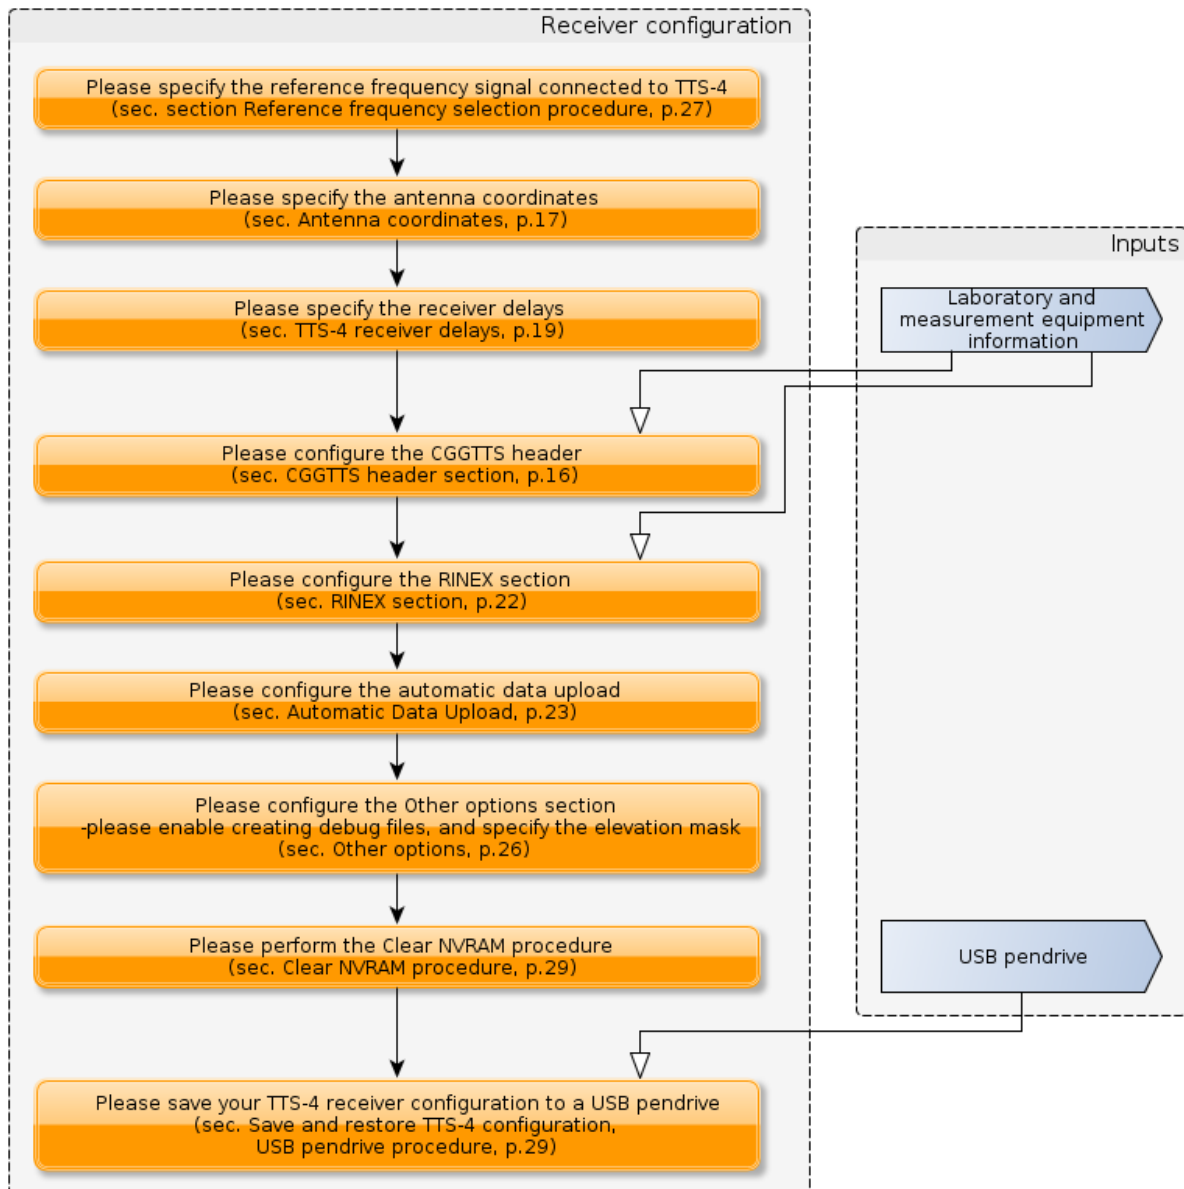 Receiver configuration
Please specify the reference frequency signal connected to TTS-4
(sec. section Reference frequency selection procedure, p.27)
Please specify the antenna coordinates
(sec. Antenna coordinates, p.17)
Please specify the receiver delays
(sec. TTS-4 receiver delays, p.19)
Please configure the CGGTTS header
(sec. CGGTTS header section, p.16)
Please configure the RINEX section
(sec. RINEX section, p.22)
Please configure the automatic data upload
(sec. Automatic Data Upload, p.23)
Please configure the Other options section
-please enable creating debug files, and specify the elevation mask
(sec. Other options, p.26)
Please perform the Clear NVRAM procedure
(sec. Clear NVRAM procedure, p.29)
Please save your TTS-4 receiver configuration to a USB pendrive
(sec. Save and restore TTS-4 configuration,
USB pendrive procedure, p.29)
Inputs
Laboratory and
measurement equipment
information
USB pendrive